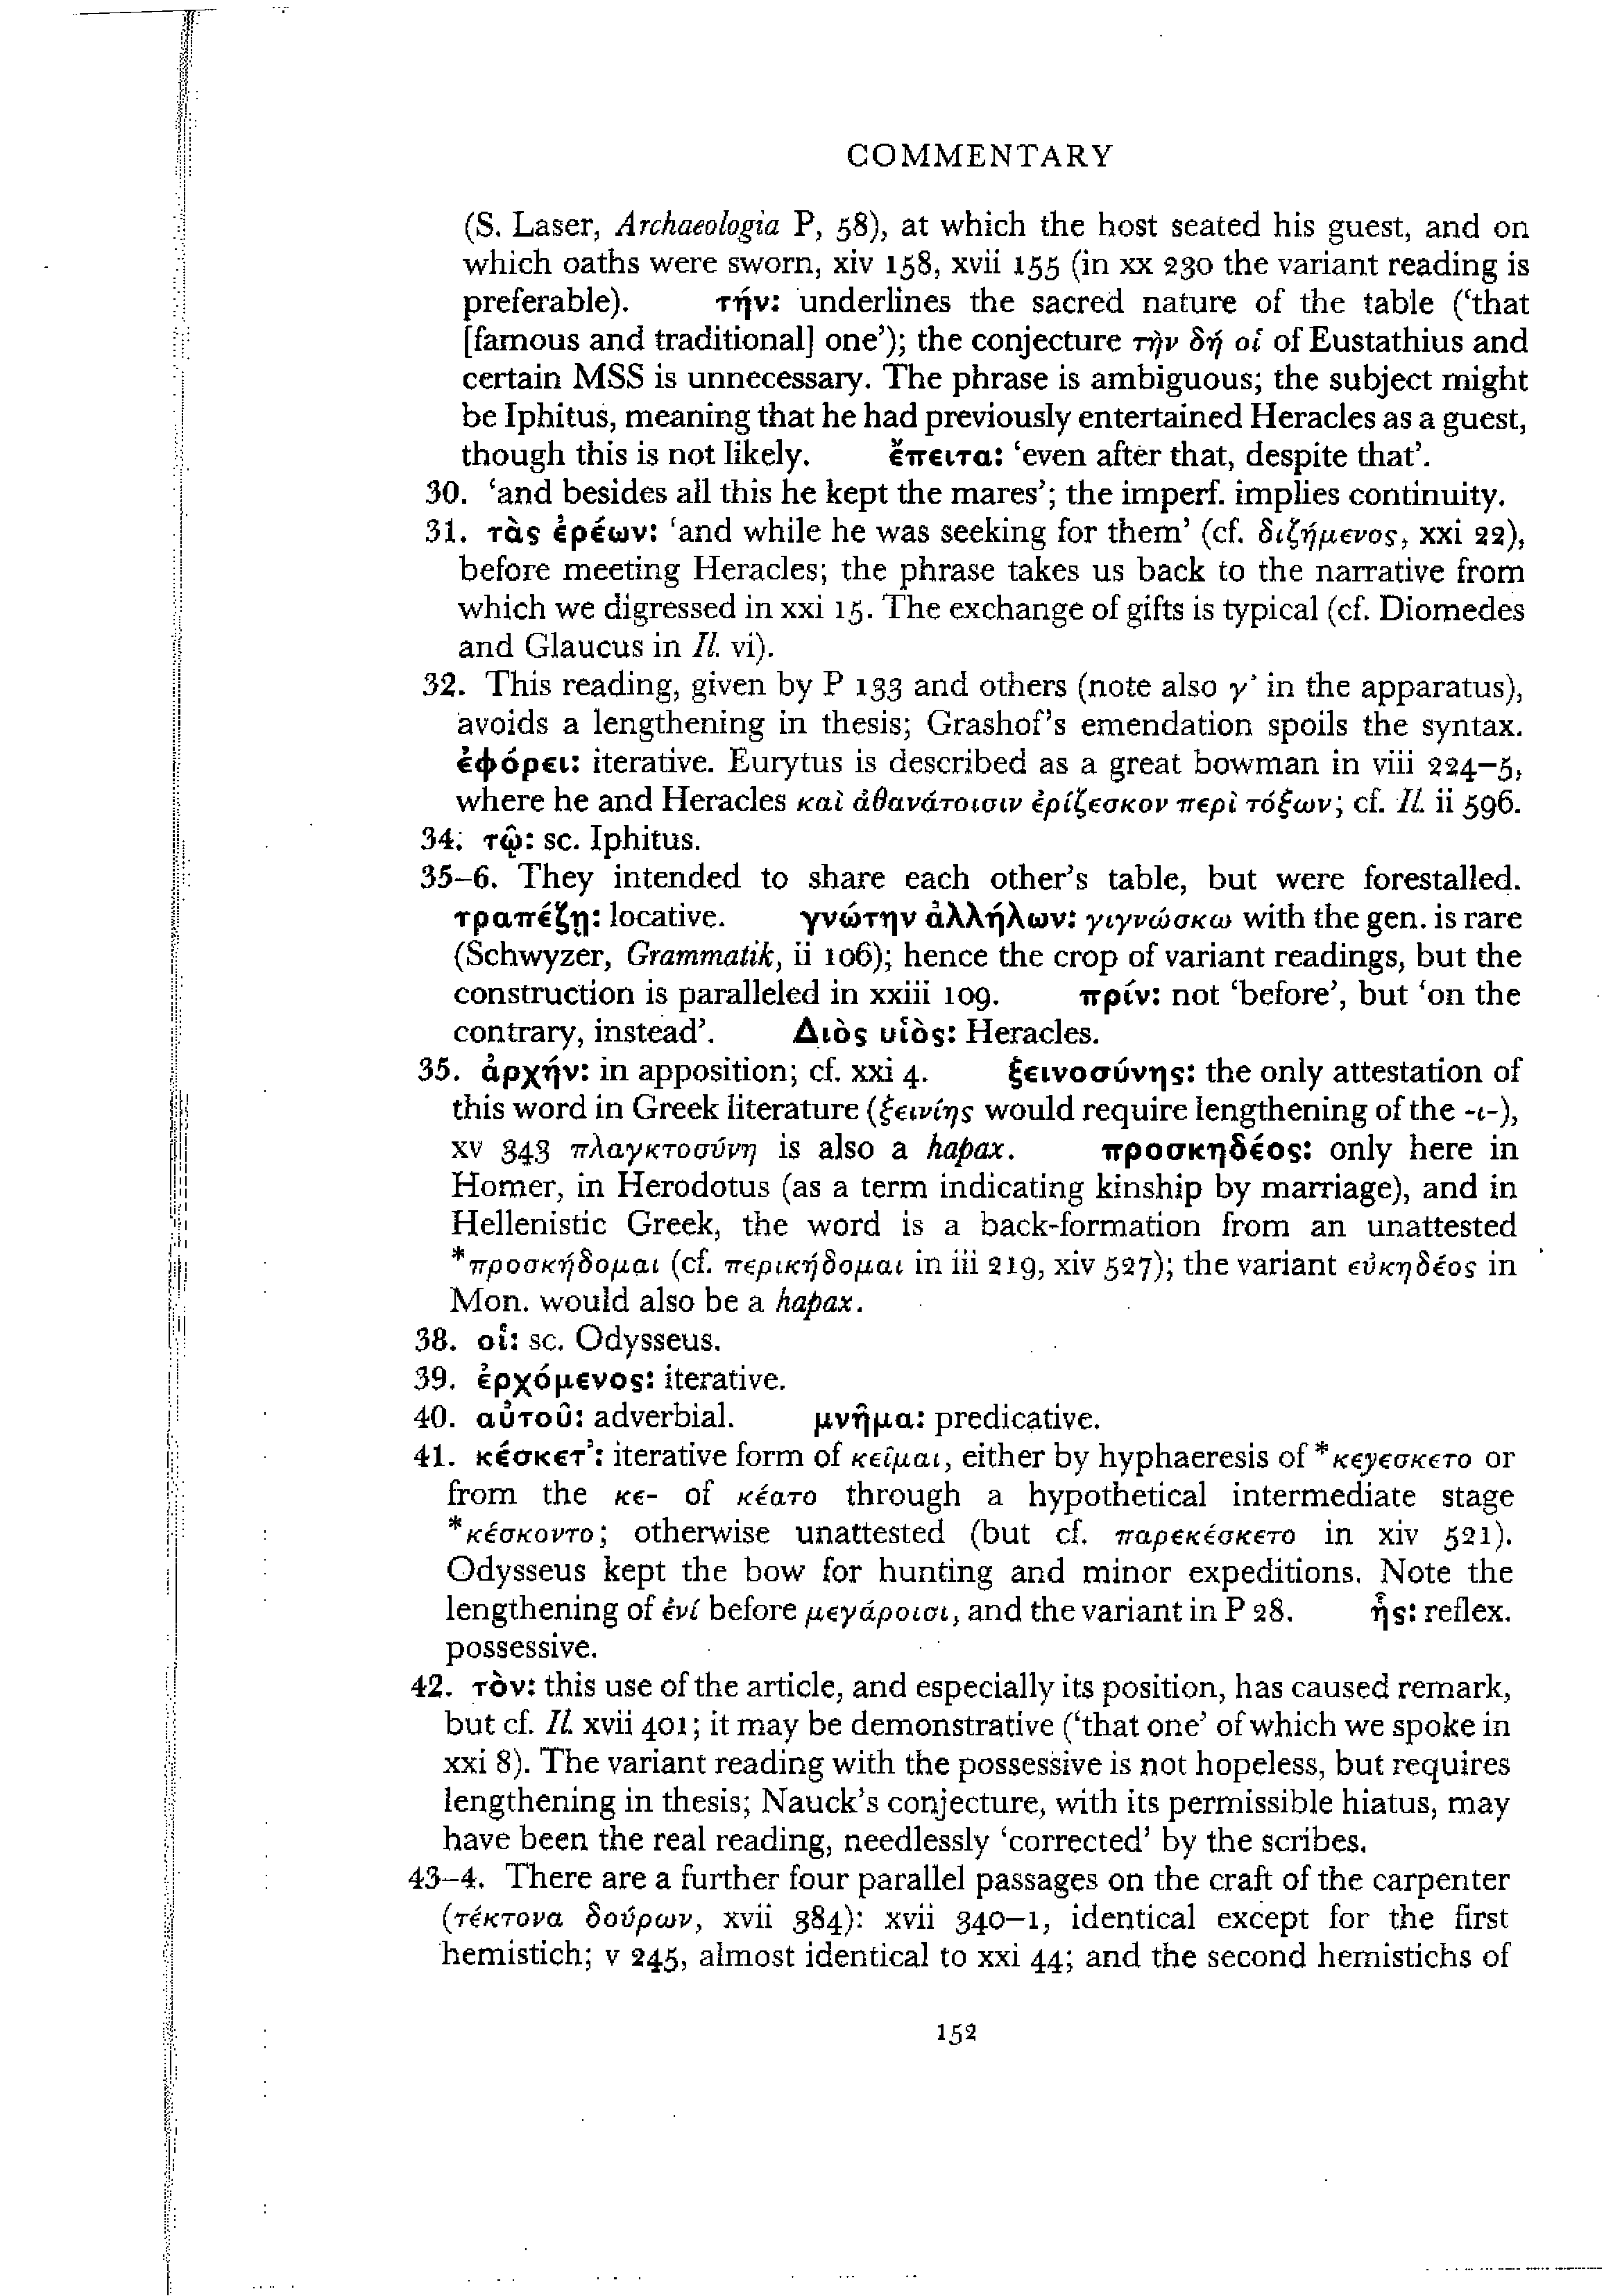 COMMENTARY
(S. Laser, Archaeologia P, 58), at which the host seated his guest, and on
which oaths were sworn, xiv 158, xvii 155 (in xx 230 the variant reading is
preferable). τήν: underlines the sacred nature of the table (‘that
[famous and traditional] one’); the conjecture τὴν δή οἱ of Eustathius and
certain MSS is unnecessary. The phrase is ambiguous; the subject might
be Iphitus, meaning that he had previously entertained Heracles as a guest,
though this is not likely. ἔπειτα: ‘even after that, despite that’.
30. ‘and besides all this he kept the mares’; the imperf. implies continuity.
31. τὰς ἐρέων: ‘and while he was seeking for them’ (cf. διζήμενος, xxi 22),
before meeting Heracles; the phrase takes us back to the narrative from
which we digressed in xxi 15. The exchange of gifts is typical (cf. Diomedes
and Glaucus in Il. vi).
32. This reading, given by P 133 and others (note also γ’ in the apparatus),
avoids a lengthening in thesis; Grashof’s emendation spoils the syntax.
ἐφόρει: iterative. Eurytus is described as a great bowman in viii 224–5,
where he and Heracles καὶ ἀθανάτοισιν ἐρίζεσκον περὶ τόξων; cf. Il. ii 596.
34. τῷ: sc. Iphitus.
35–6. They intended to share each other’s table, but were forestalled.
τραπέζῃ: locative. γνώτην ἀλλήλων: γιγνώσκω with the gen. is rare
(Schwyzer, Grammatik, ii 106); hence the crop of variant readings, but the
construction is paralleled in xxiii 109. πρίν: not ‘before’, but ‘on the
contrary, instead’. Διὸς υἱὸς: Heracles.
35. ἀρχήν: in apposition; cf. xxi 4. ξεινοσύνης: the only attestation of
this word in Greek literature (ξεινίης would require lengthening of the -ι-),
xv 343 πλαγκτοσύνη is also a hapax. προσκηδέος: only here in
Homer, in Herodotus (as a term indicating kinship by marriage), and in
Hellenistic Greek, the word is a back-formation from an unattested
*προσκήδομαι (cf. περικήδομαι in iii 219, xiv 527); the variant εὐκηδέος in
Mon. would also be a hapax.
38. οἱ: sc. Odysseus.
39. ἐρχόμενος: iterative.
40. αὐτοῦ: adverbial. μνῆμα: predicative.
41. κέσκετ’: iterative form of κεῖμαι, either by hyphaeresis of *κεyεσκετο or
from the κε- of κέατο through a hypothetical intermediate stage
*κέσκοντο; otherwise unattested (but cf. παρεκέσκετο in xiv 521).
Odysseus kept the bow for hunting and minor expeditions. Note the
lengthening of ἐνί before μεγάροισι, and the variant in P 28. ἧς: reflex.
possessive.
42. τὸν: this use of the article, and especially its position, has caused remark,
but cf. Il. xvii 401; it may be demonstrative (‘that one’ of which we spoke in
xxi 8). The variant reading with the possessive is not hopeless, but requires
lengthening in thesis; Nauck’s conjecture, with its permissible hiatus, may
have been the real reading, needlessly ‘corrected’ by the scribes.
43–4. There are a further four parallel passages on the craft of the carpenter
(τέκτονα δούρων, xvii 384): xvii 340–1, identical except for the first
hemistich; v 245, almost identical to xxi 44; and the second hemistichs of
152